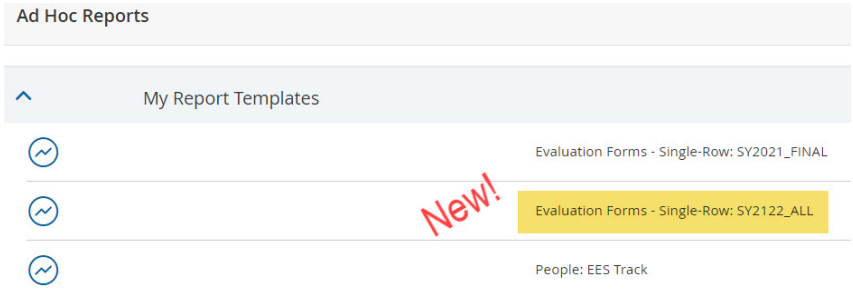 Ad Hoc Reports
My Report Templates
Evaluation Forms - Single-Row: SY2021_FINAL
New!
Evaluation Forms - Single-Row: SY2122_ALL
People: EES Track